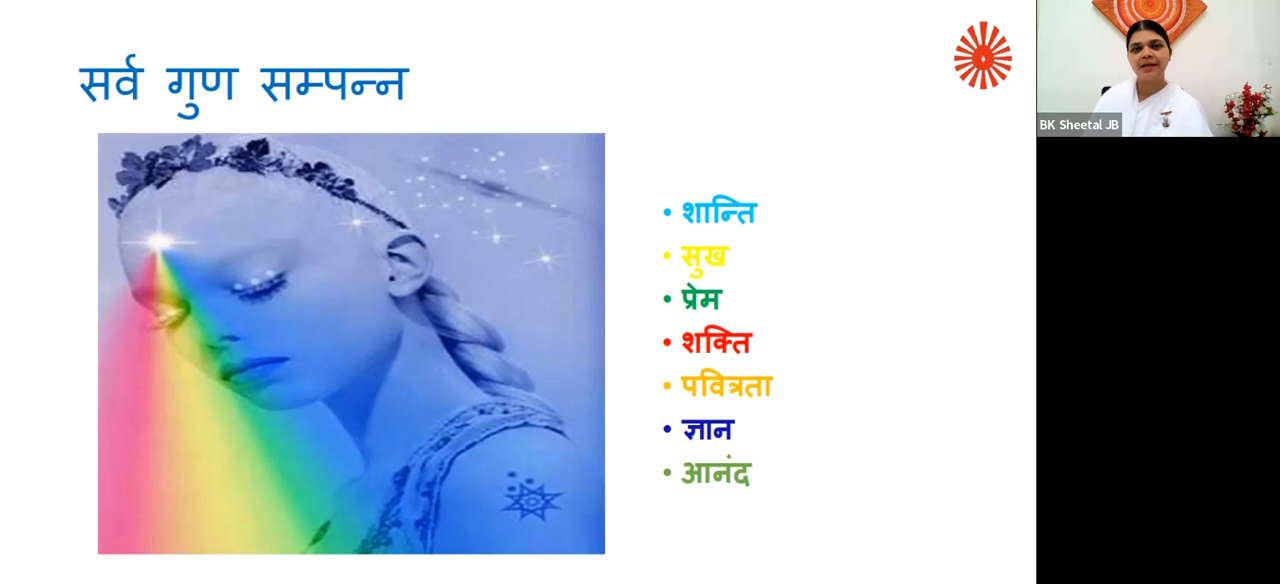 सर्व गुण सम्पन्न
• शान्ति
• सुख
• प्रेम
• शक्ति
• पवित्रता
• ज्ञान
• आनंद
BK Sheetal JB